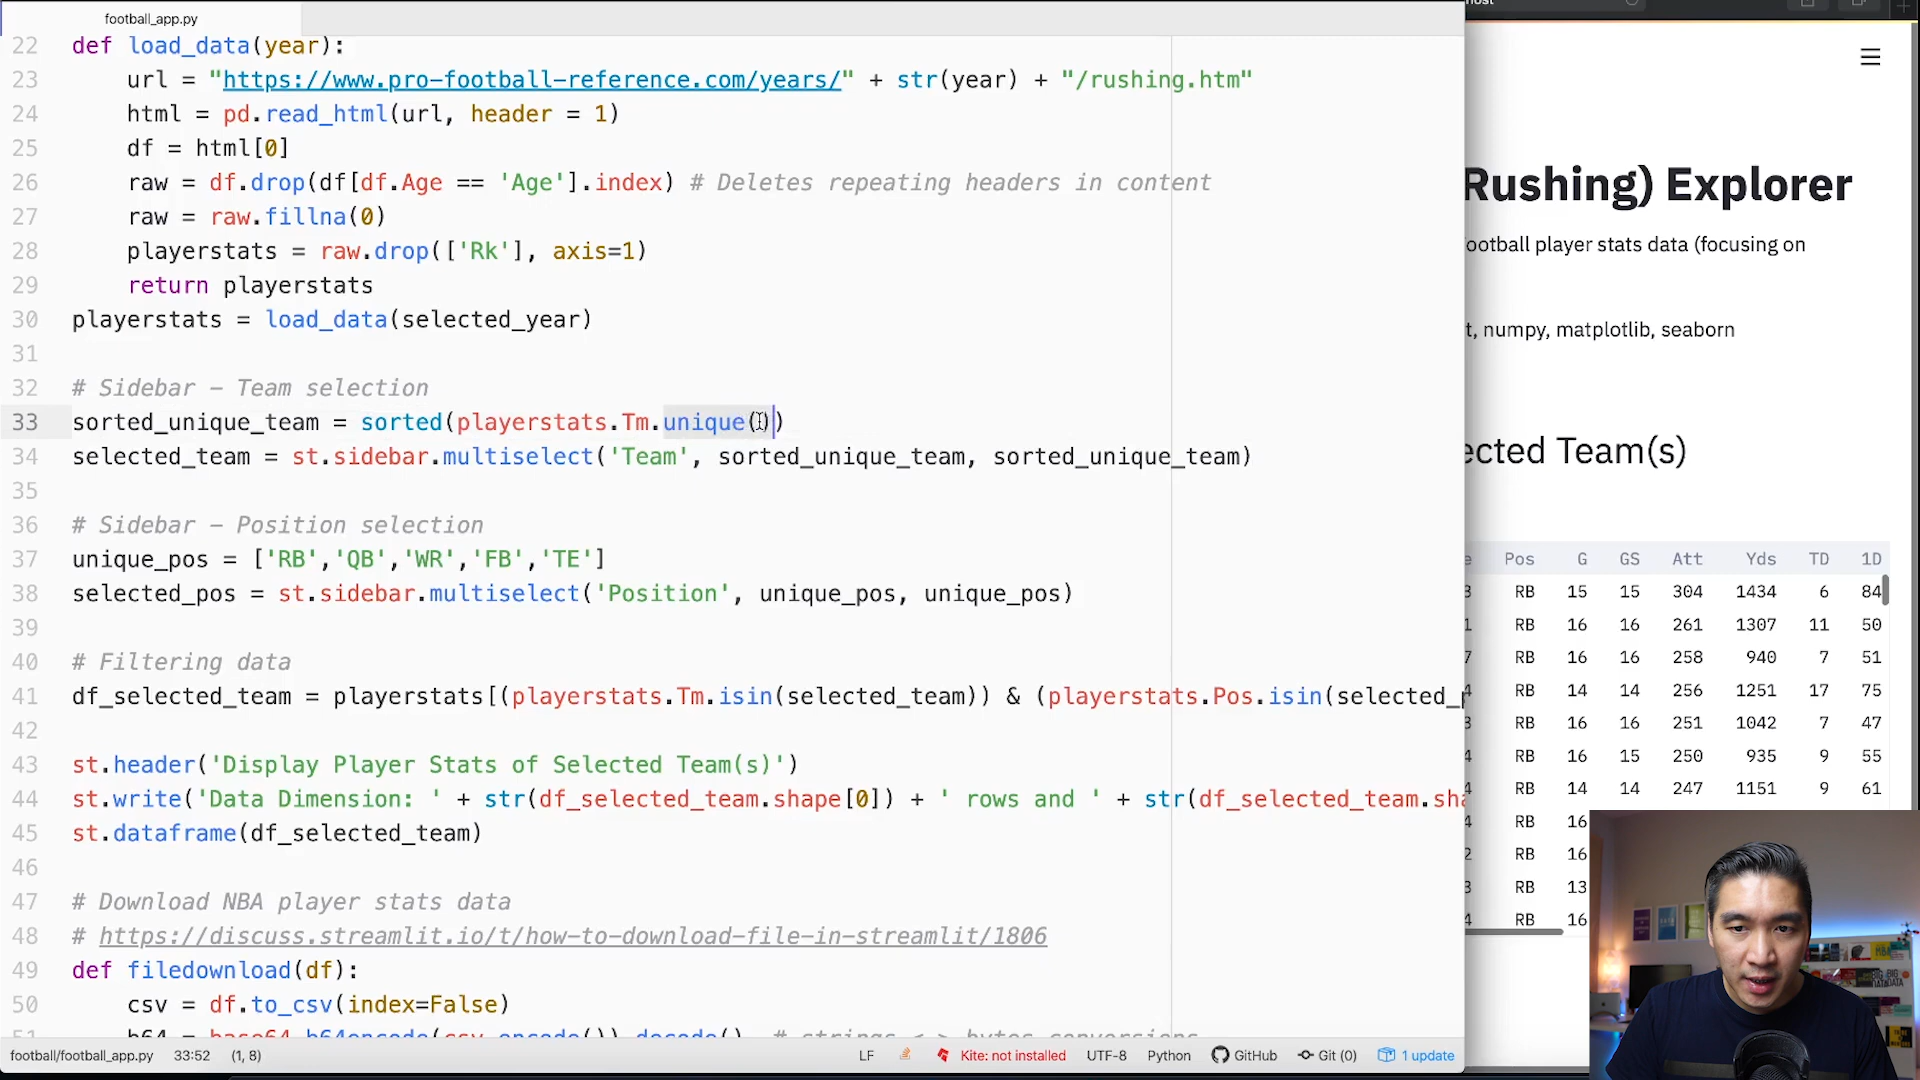 football_app.py
22 def load_data(year):
23 url = "https://www.pro-football-reference.com/years/" + str(year) + "/rushing.htm"
24 html = pd.read_html(url, header = 1)
25 df = html[0]
26 raw = df.drop(df[df.Age == 'Age'].index) # Deletes repeating headers in content
27 raw = raw.fillna(0)
28 playerstats = raw.drop(['Rk'], axis=1)
29 return playerstats
30 playerstats = load_data(selected_year)
31
32 # Sidebar – Team selection
33 sorted_unique_team = sorted(playerstats.Tm.unique())
34 selected_team = st.sidebar.multiselect('Team', sorted_unique_team, sorted_unique_team)
35
36 # Sidebar – Position selection
37 unique_pos = ['RB','QB','WR','FB','TE']
38 selected_pos = st.sidebar.multiselect('Position', unique_pos, unique_pos)
39
40 # Filtering data
41 df_selected_team = playerstats[(playerstats.Tm.isin(selected_team)) & (playerstats.Pos.isin(selected_
42
43 st.header('Display Player Stats of Selected Team(s)')
44 st.write('Data Dimension: ' + str(df_selected_team.shape[0]) + ' rows and ' + str(df_selected_team.sha
45 st.dataframe(df_selected_team)
46
47 # Download NBA player stats data
48 # https://discuss.streamlit.io/t/how-to-download-file-in-streamlit/1806
49 def filedownload(df):
50 csv = df.to_csv(index=False)
football/football_app.py 33:52 (1, 8) LF Kite: not installed UTF-8 Python GitHub Git (0) 1 update
Rushing) Explorer
ootball player stats data (focusing on
t, numpy, matplotlib, seaborn
ected Team(s)
e Pos G GS Att Yds TD 1D
3 RB 15 15 304 1434 6 84
1 RB 16 16 261 1307 11 50
7 RB 16 16 258 940 7 51
4 RB 14 14 256 1251 17 75
3 RB 16 16 251 1042 7 47
4 RB 16 15 250 935 9 55
4 RB 14 14 247 1151 9 61
4 RB 16
2 RB 16
3 RB 13
4 RB 16